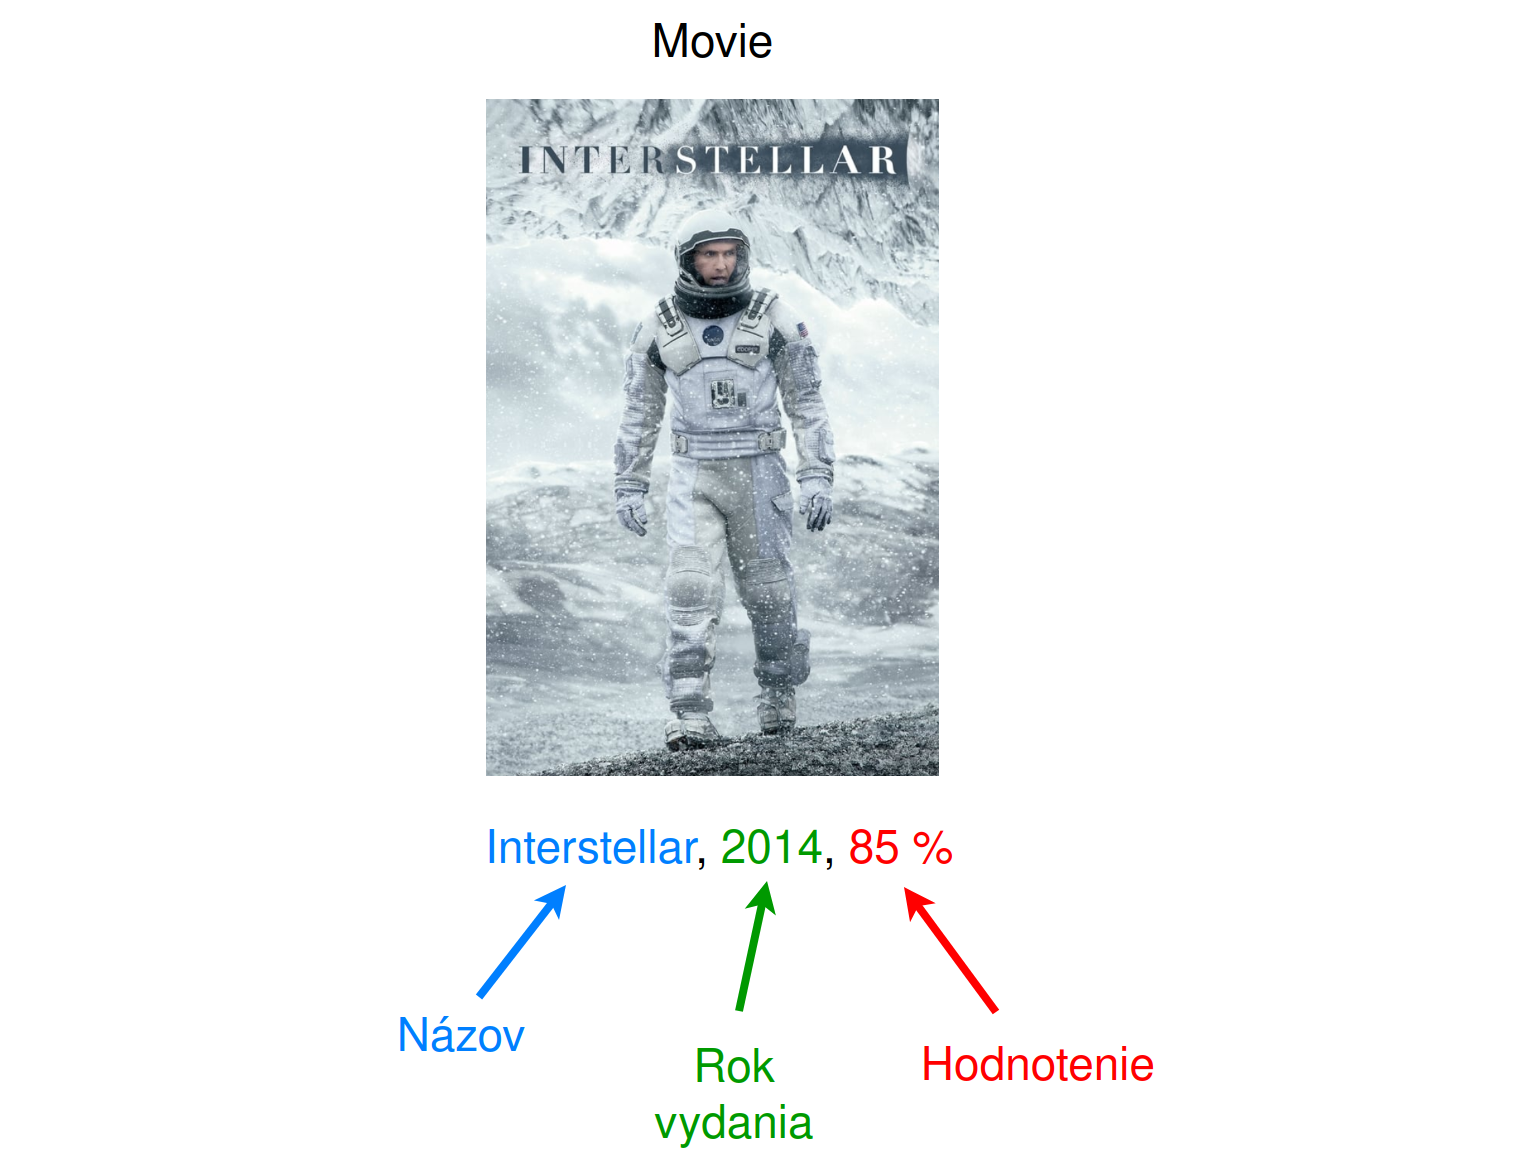 Movie
INTERSTELLAR
Interstellar, 2014, 85 %
Názov
Rok
vydania
Hodnotenie